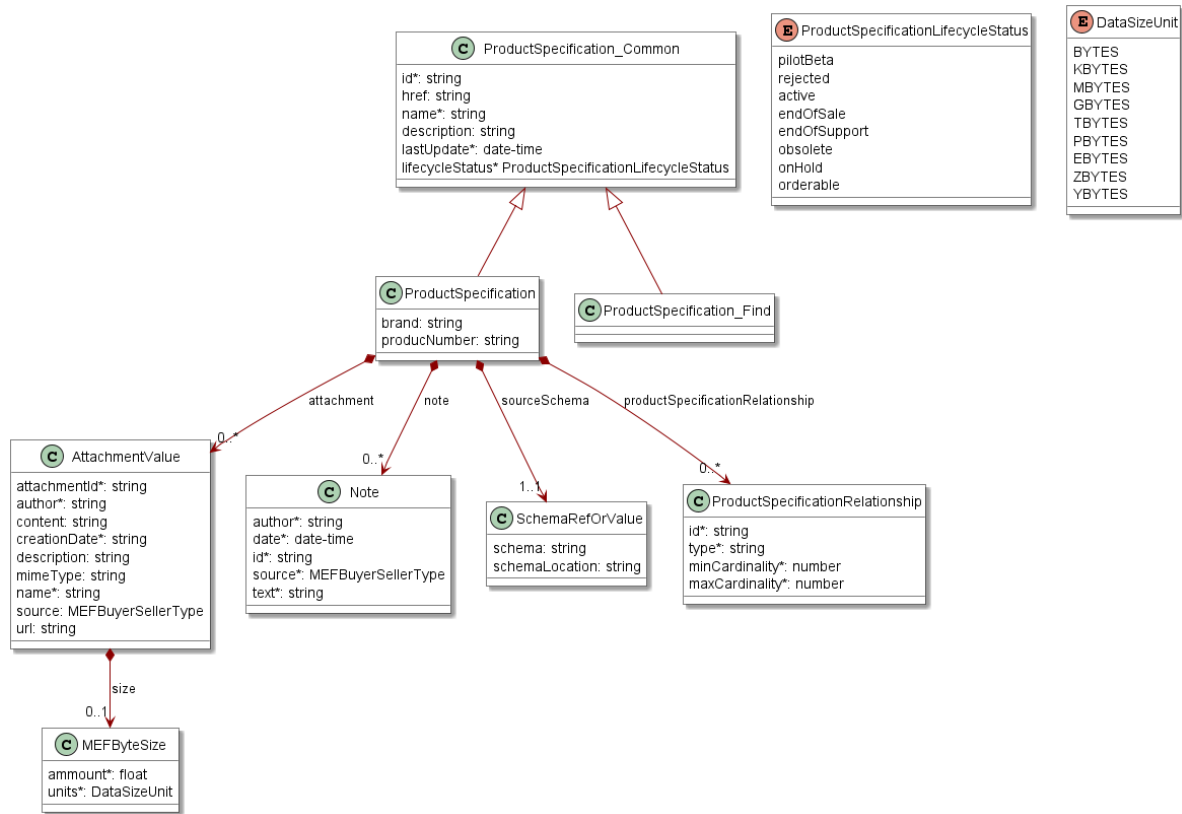 C ProductSpecification_Common
id*: string
href: string
name*: string
description: string
lastUpdate*: date-time
lifecycleStatus* ProductSpecificationLifecycleStatus
E ProductSpecificationLifecycleStatus
pilotBeta
rejected
active
endOfSale
endOfSupport
obsolete
onHold
orderable
E DataSizeUnit
BYTES
KBYTES
MBYTES
GBYTES
TBYTES
PBYTES
EBYTES
ZBYTES
YBYTES
C ProductSpecification
brand: string
producNumber: string
C ProductSpecification_Find
attachment
note
sourceSchema
productSpecificationRelationship
0..*
0..*
1..1
0..*
C AttachmentValue
attachmentId*: string
author*: string
content: string
creationDate*: string
description: string
mimeType: string
name*: string
source: MEFBuyerSellerType
url: string
C Note
author*: string
date*: date-time
id*: string
source*: MEFBuyerSellerType
text*: string
C SchemaRefOrValue
schema: string
schemaLocation: string
C ProductSpecificationRelationship
id*: string
type*: string
minCardinality*: number
maxCardinality*: number
size
0..1
C MEFByteSize
ammount*: float
units*: DataSizeUnit